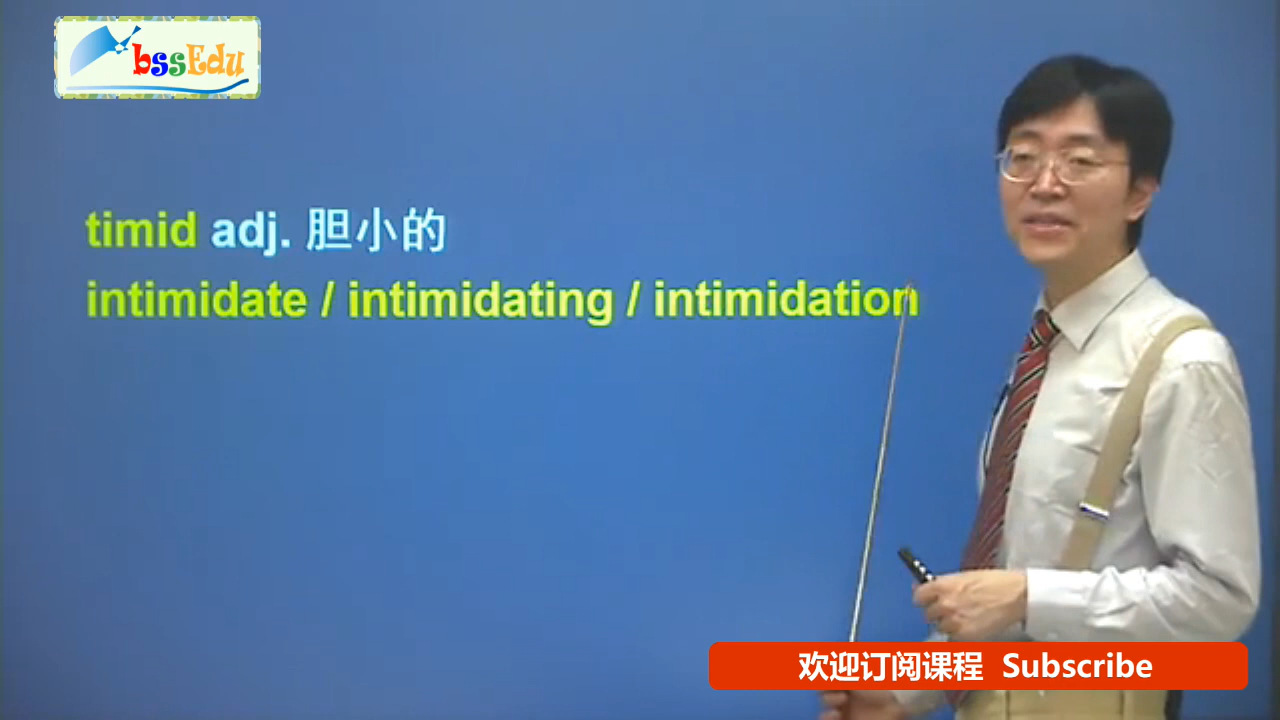 bssEdu
timid adj. 胆小的
intimidate / intimidating / intimidation
欢迎订阅课程 Subscribe